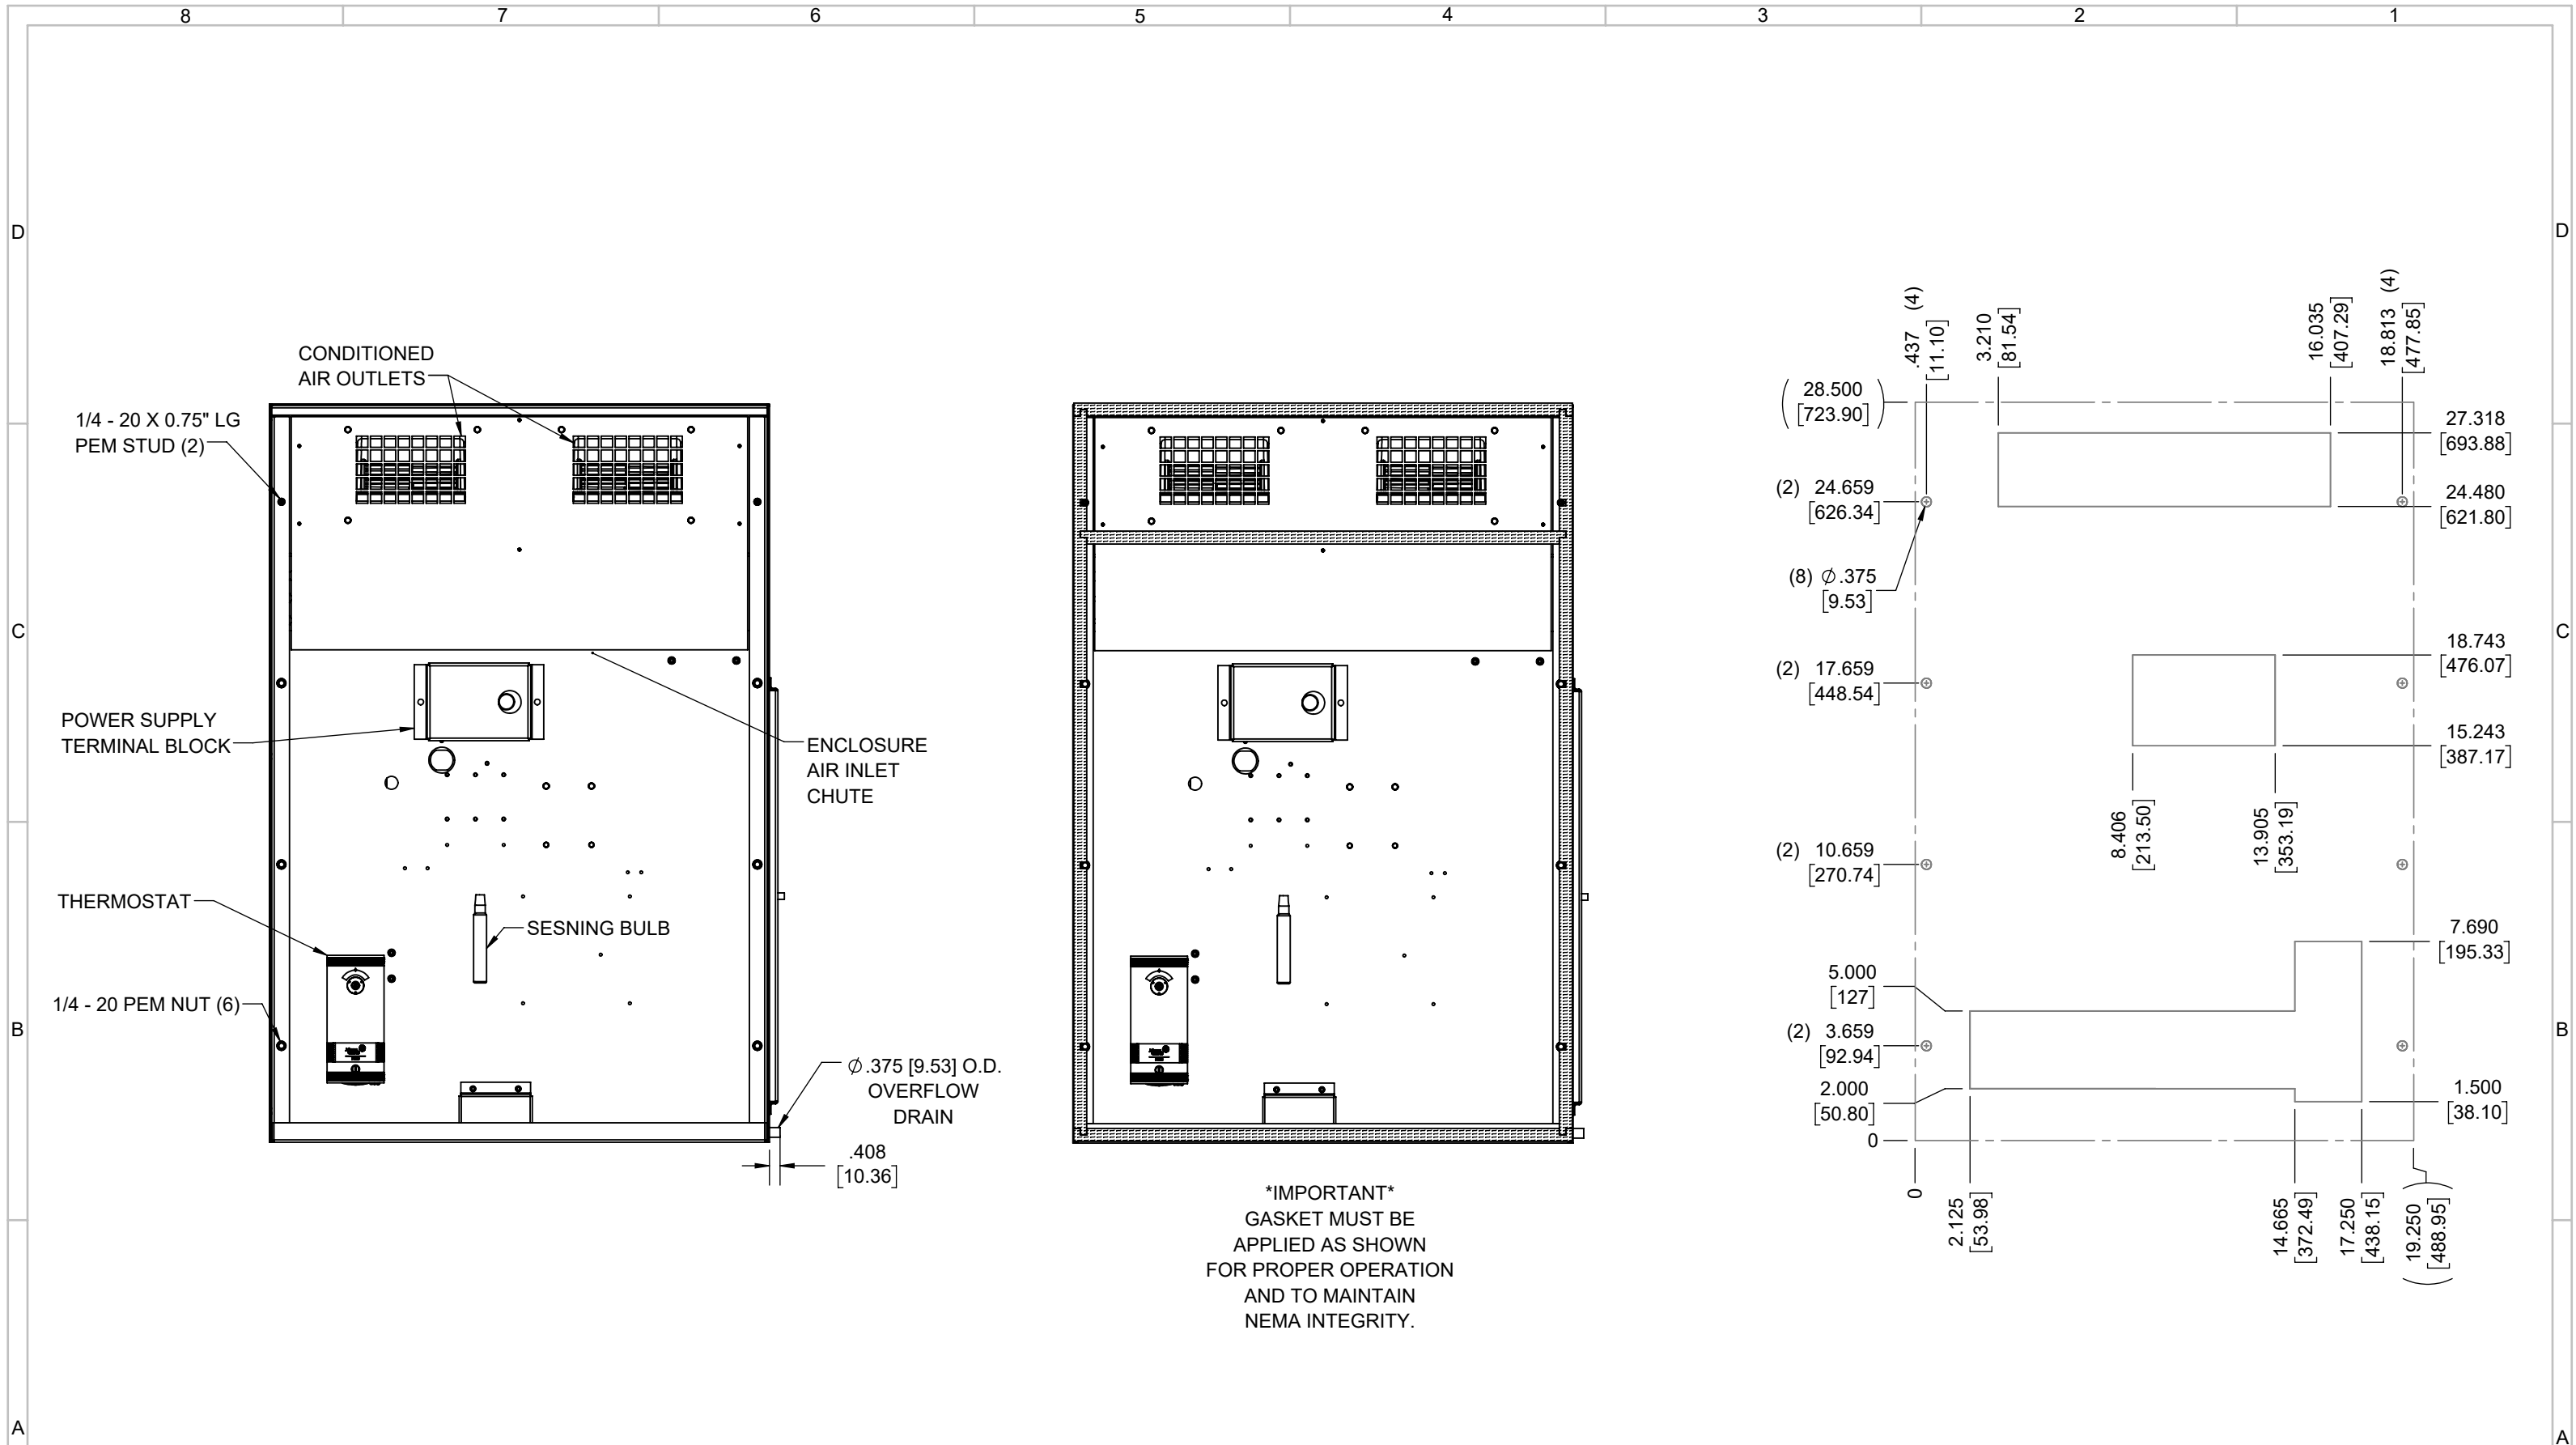 8
7
6
5
4
3
2
1
D
C
B
A
D
C
B
A
CONDITIONED
AIR OUTLETS
1/4 - 20 X 0.75" LG
PEM STUD (2)
POWER SUPPLY
TERMINAL BLOCK
ENCLOSURE
AIR INLET
CHUTE
THERMOSTAT
SESNING BULB
1/4 - 20 PEM NUT (6)
∅ .375 [9.53] O.D.
OVERFLOW
DRAIN
.408
[10.36]
*IMPORTANT*
GASKET MUST BE
APPLIED AS SHOWN
FOR PROPER OPERATION
AND TO MAINTAIN
NEMA INTEGRITY.
.437 (4)
[11.10]
3.210
[81.54]
16.035
[407.29]
18.813 (4)
[477.85]
(28.500
[723.90])
27.318
[693.88]
(2) 24.659
[626.34]
24.480
[621.80]
(8) ∅ .375
[9.53]
(2) 17.659
[448.54]
18.743
[476.07]
15.243
[387.17]
8.406
[213.50]
13.905
[353.19]
(2) 10.659
[270.74]
7.690
[195.33]
5.000
[127]
(2) 3.659
[92.94]
2.000
[50.80]
1.500
[38.10]
0
0
2.125
[53.98]
14.665
[372.49]
17.250
[438.15]
(19.250
[488.95])